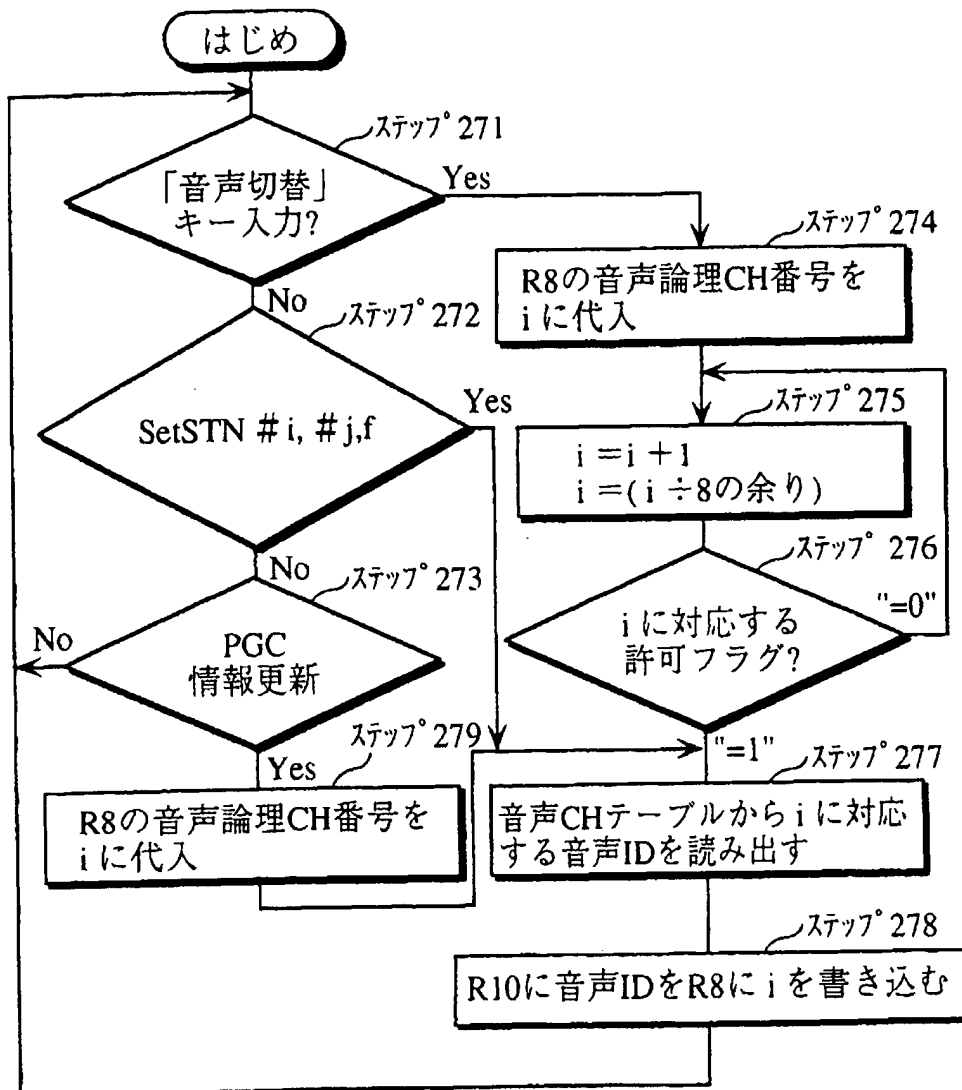 はじめ
ステップ271
「音声切替」
キー入力?
Yes
No
ステップ272
SetSTN #i, #j,f
Yes
No
ステップ273
PGC
情報更新
No
Yes
ステップ279
R8の音声論理CH番号を
iに代入
ステップ274
R8の音声論理CH番号を
iに代入
ステップ275
i=i+1
i=(i÷8の余り)
ステップ276
iに対応する
許可フラグ?
"=0"
"=1"
ステップ277
音声CHテーブルからiに対応
する音声IDを読み出す
ステップ278
R10に音声IDをR8にiを書き込む